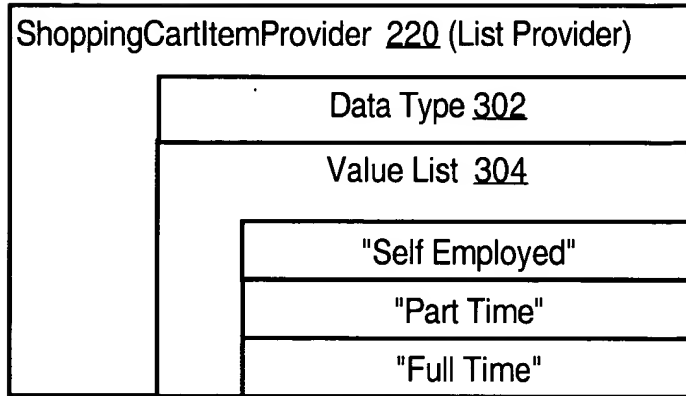 ShoppingCartItemProvider 220 (List Provider)
Data Type 302
Value List 304
"Self Employed"
"Part Time"
"Full Time"